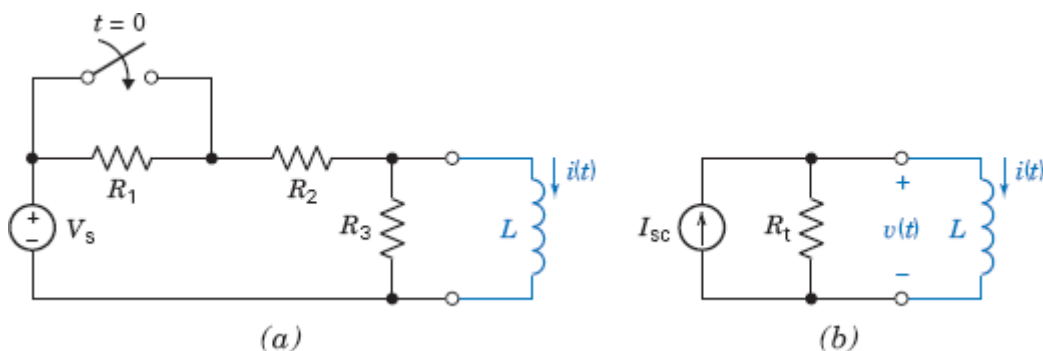 t = 0
R1
R2
Vs
+
−
R3
L
i(t)
(a)
Isc
Rt
+
v(t)
−
L
i(t)
(b)